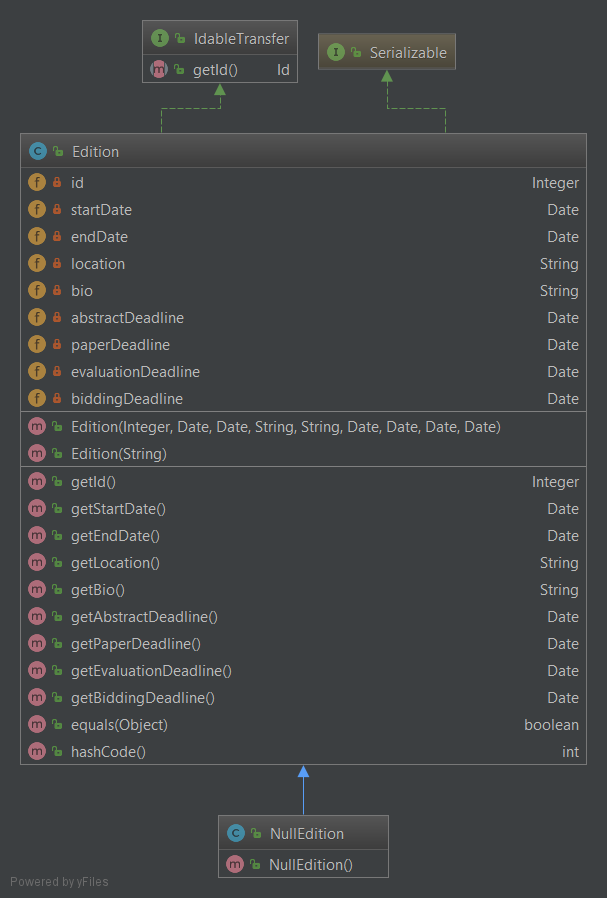 IdableTransfer
getId() Id
Serializable
Edition
id Integer
startDate Date
endDate Date
location String
bio String
abstractDeadline Date
paperDeadline Date
evaluationDeadline Date
biddingDeadline Date
Edition(Integer, Date, Date, String, String, Date, Date, Date, Date)
Edition(String)
getId() Integer
getStartDate() Date
getEndDate() Date
getLocation() String
getBio() String
getAbstractDeadline() Date
getPaperDeadline() Date
getEvaluationDeadline() Date
getBiddingDeadline() Date
equals(Object) boolean
hashCode() int
NullEdition
NullEdition()
Powered by yFiles